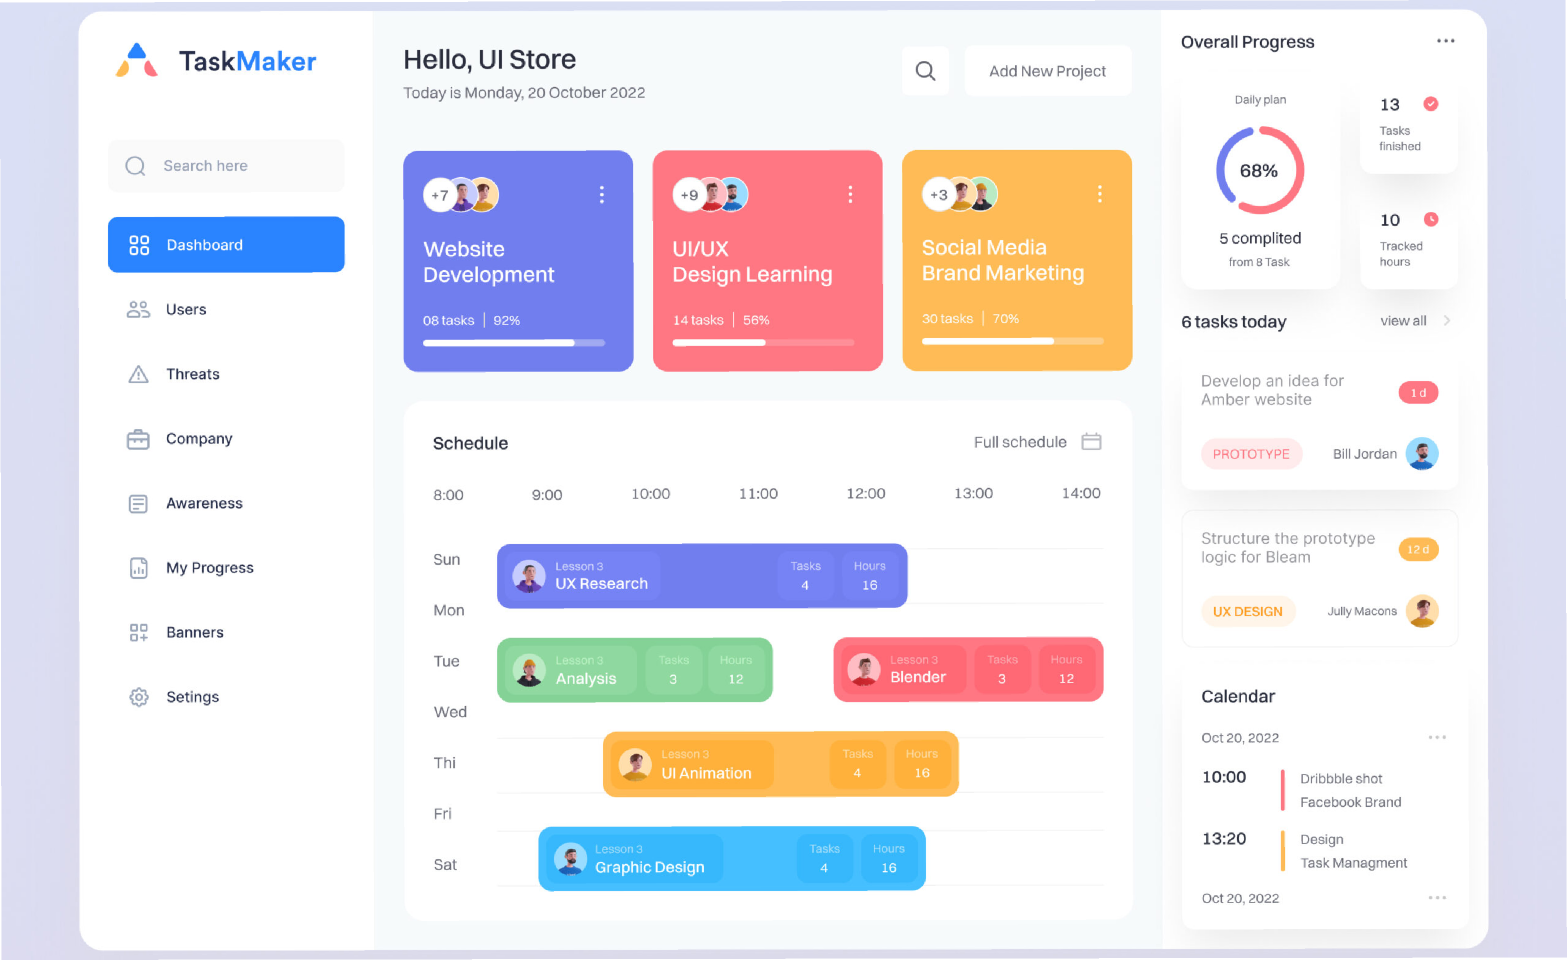 TaskMaker
Search here
Dashboard
Users
Threats
Company
Awareness
My Progress
Banners
Setings
Hello, UI Store
Today is Monday, 20 October 2022
Add New Project
+7
Website
Development
08 tasks | 92%
+9
UI/UX
Design Learning
14 tasks | 56%
+3
Social Media
Brand Marketing
30 tasks | 70%
Schedule
Full schedule
8:00 9:00 10:00 11:00 12:00 13:00 14:00
Sun
Lesson 3
UX Research
Tasks
4
Hours
16
Mon
Tue
Lesson 3
Analysis
Tasks
3
Hours
12
Lesson 3
Blender
Tasks
3
Hours
12
Wed
Thi
Lesson 3
UI Animation
Tasks
4
Hours
16
Fri
Sat
Lesson 3
Graphic Design
Tasks
4
Hours
16
Overall Progress
Daily plan
68%
5 complited
from 8 Task
13
Tasks
finished
10
Tracked
hours
6 tasks today
view all
Develop an idea for
Amber website
1 d
PROTOTYPE
Bill Jordan
Structure the prototype
logic for Bleam
12 d
UX DESIGN
Jully Macons
Calendar
Oct 20, 2022
10:00
Dribbble shot
Facebook Brand
13:20
Design
Task Managment
Oct 20, 2022